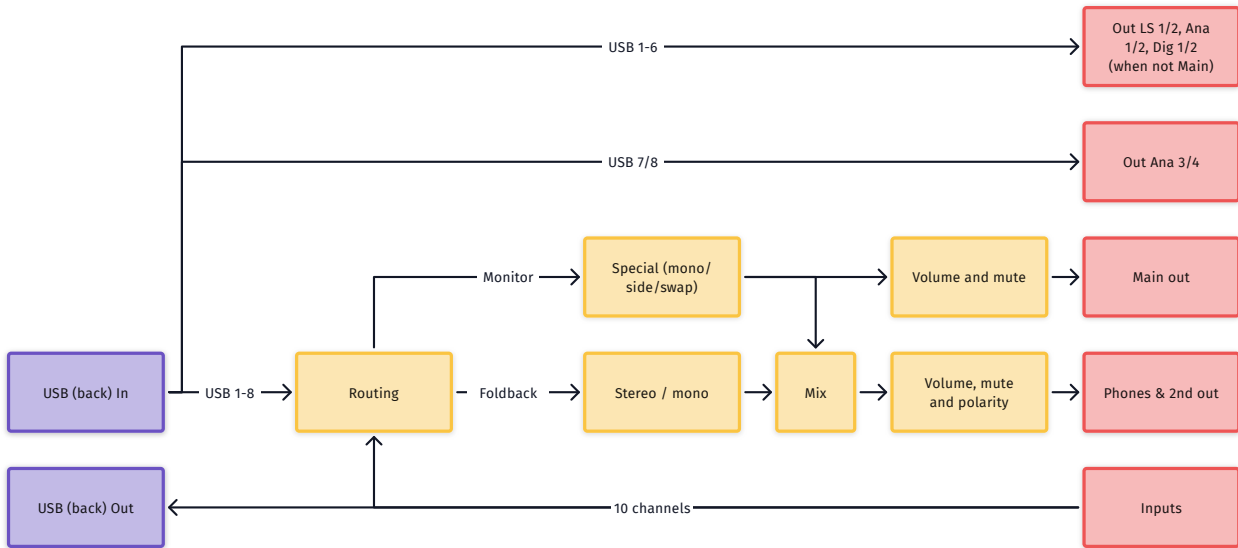 USB 1-6
Out LS 1/2, Ana
1/2, Dig 1/2
(when not Main)
USB 7/8
Out Ana 3/4
Monitor
Special (mono/
side/swap)
Volume and mute
Main out
USB (back) In
USB 1-8
Routing
Foldback
Stereo / mono
Mix
Volume, mute
and polarity
Phones & 2nd out
USB (back) Out
10 channels
Inputs